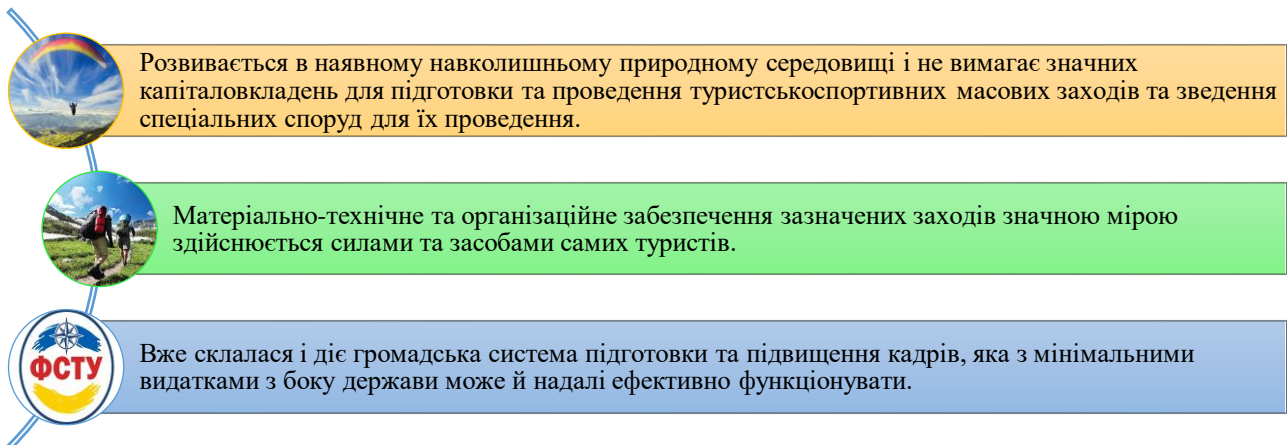 Розвивається в наявному навколишньому природному середовищі і не вимагає значних
капіталовкладень для підготовки та проведення туристськоспортивних масових заходів та зведення
спеціальних споруд для їх проведення.
Матеріально-технічне та організаційне забезпечення зазначених заходів значною мірою
здійснюється силами та засобами самих туристів.
ФСТУ
Вже склалася і діє громадська система підготовки та підвищення кадрів, яка з мінімальними
видатками з боку держави може й надалі ефективно функціонувати.